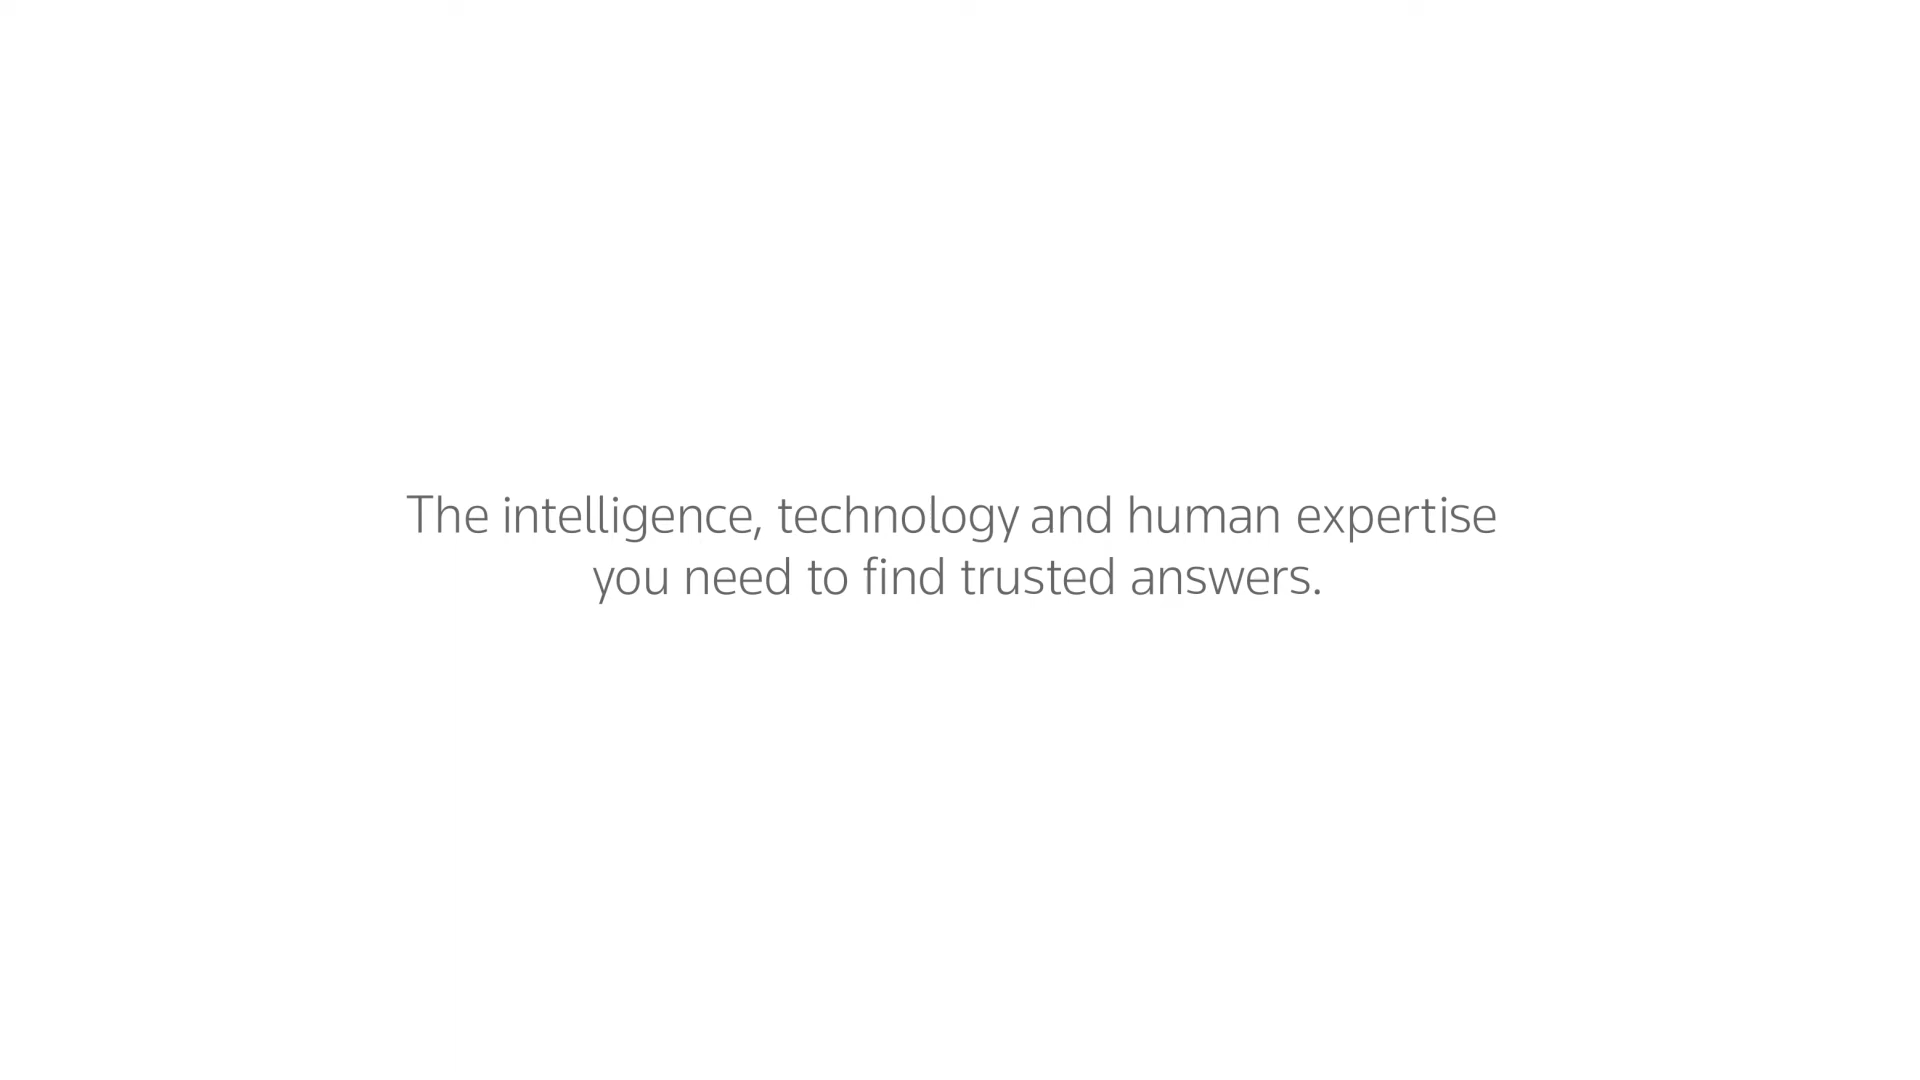 The intelligence, technology and human expertise
you need to find trusted answers.